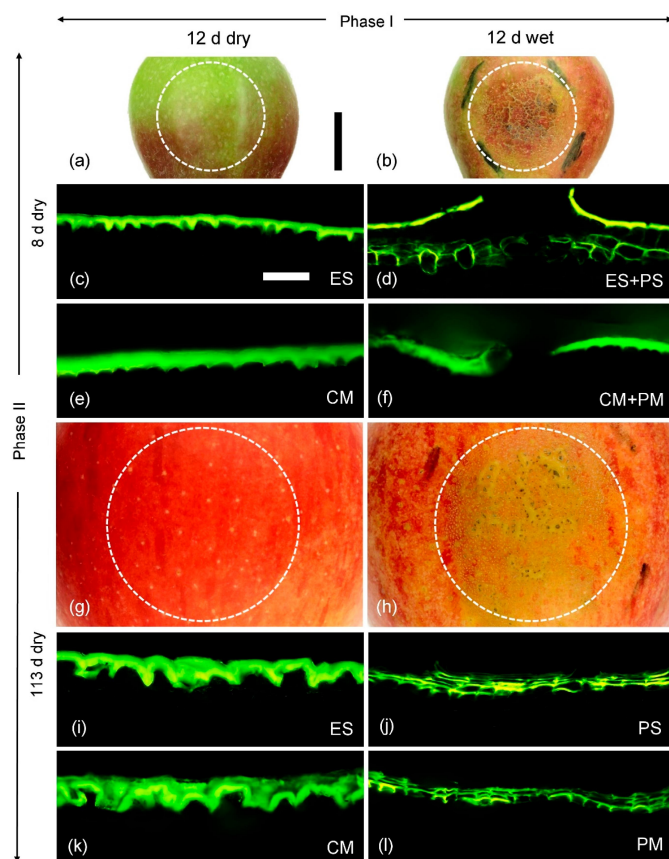 Phase I
12 d dry
12 d wet
(a)
(b)
8 d dry
(c)
ES
(d)
ES+PS
(e)
CM
(f)
CM+PM
Phase II
(g)
(h)
113 d dry
(i)
ES
(j)
PS
(k)
CM
(l)
PM